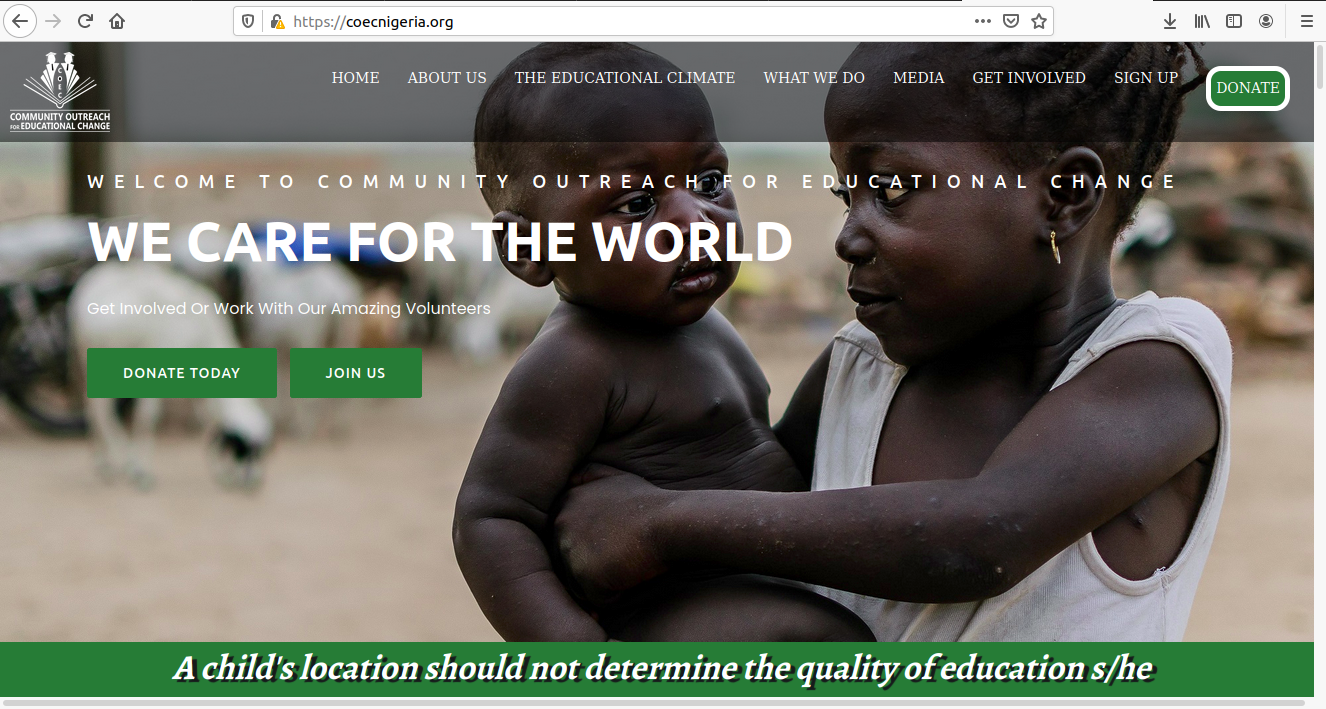 https://coecnigeria.org
COEC
COMMUNITY OUTREACH
FOR EDUCATIONAL CHANGE
HOME ABOUT US THE EDUCATIONAL CLIMATE WHAT WE DO MEDIA GET INVOLVED SIGN UP DONATE
WELCOME TO COMMUNITY OUTREACH FOR EDUCATIONAL CHANGE
WE CARE FOR THE WORLD
Get Involved Or Work With Our Amazing Volunteers
DONATE TODAY JOIN US
A child's location should not determine the quality of education s/he